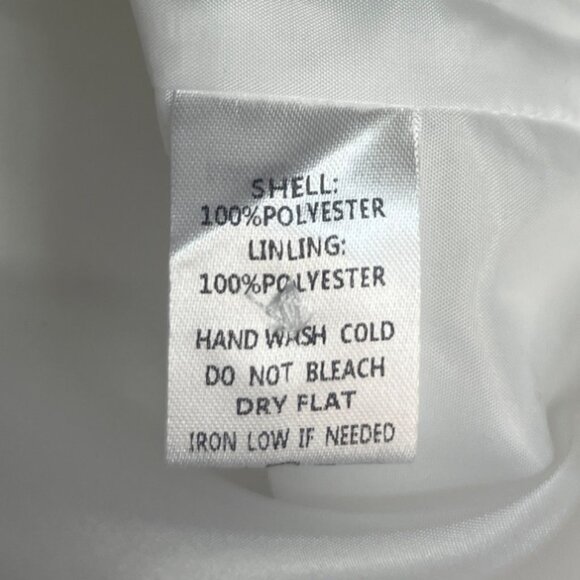 SHELL:
100%POLYESTER
LINLING:
100%POLYESTER
HAND WASH COLD
DO NOT BLEACH
DRY FLAT
IRON LOW IF NEEDED